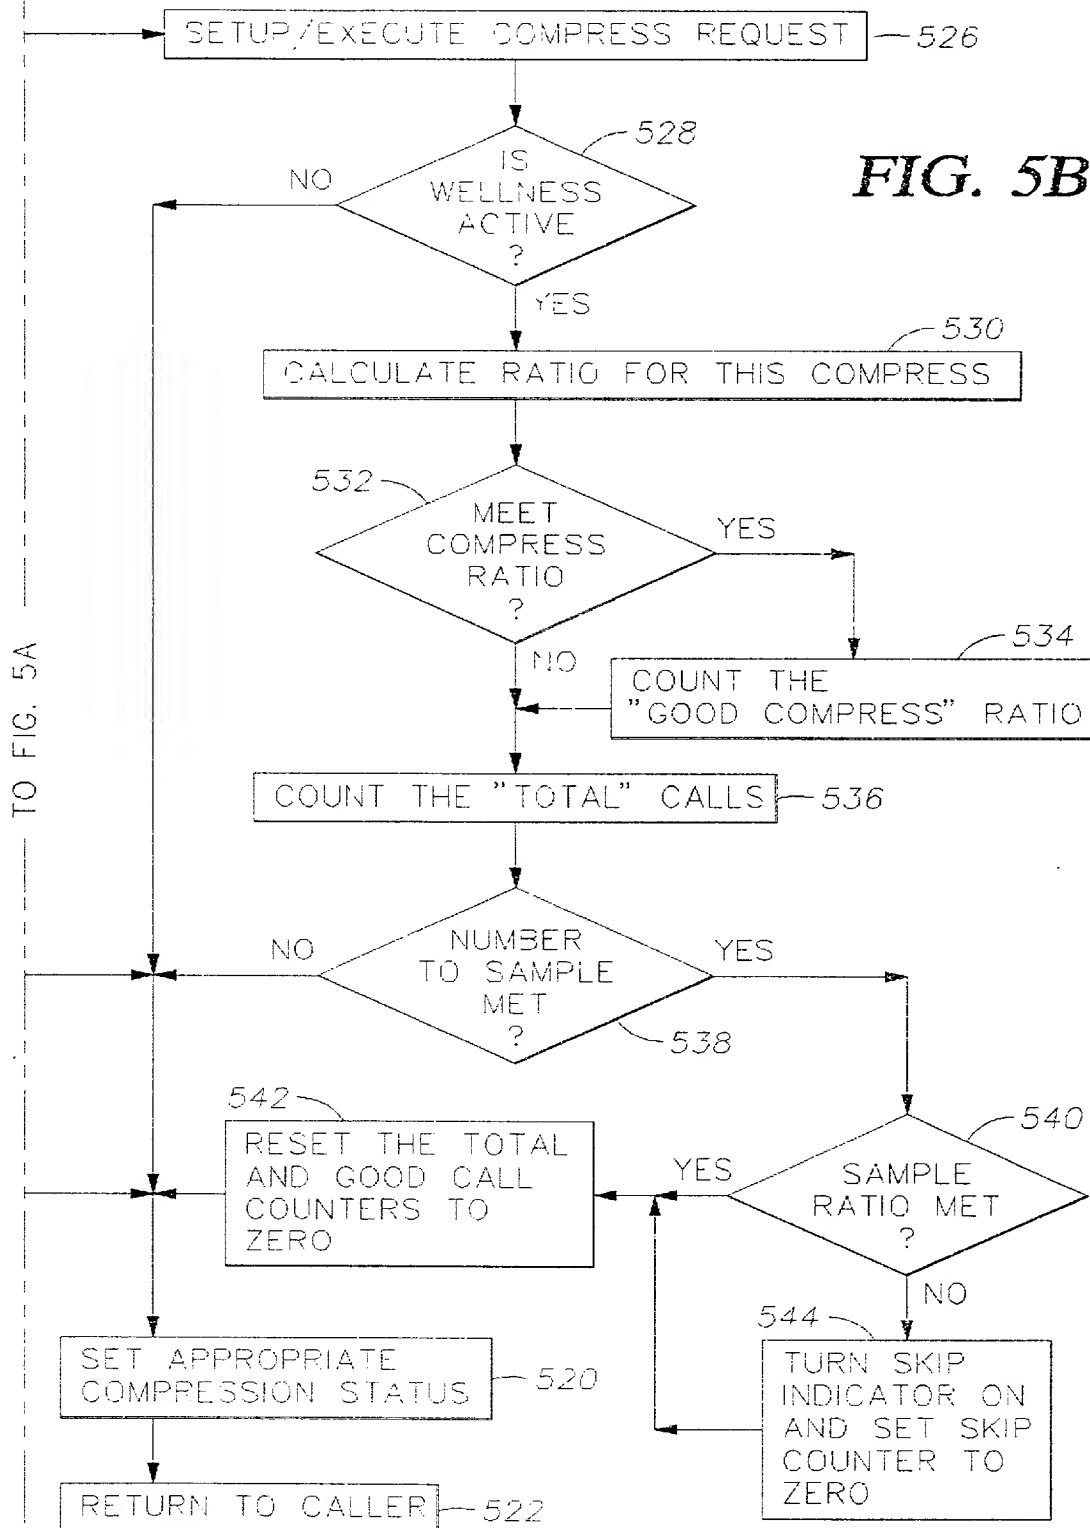 SETUP/EXECUTE COMPRESS REQUEST
526
528
FIG. 5B
IS
WELLNESS
ACTIVE
?
NO
YES
530
CALCULATE RATIO FOR THIS COMPRESS
532
MEET
COMPRESS
RATIO
?
YES
NO
534
COUNT THE
"GOOD COMPRESS" RATIO
TO FIG. 5A
COUNT THE "TOTAL" CALLS
536
NUMBER
TO SAMPLE
MET
?
NO
YES
538
542
RESET THE TOTAL
AND GOOD CALL
COUNTERS TO
ZERO
540
SAMPLE
RATIO MET
?
YES
NO
544
TURN SKIP
INDICATOR ON
AND SET SKIP
COUNTER TO
ZERO
SET APPROPRIATE
COMPRESSION STATUS
520
RETURN TO CALLER
522